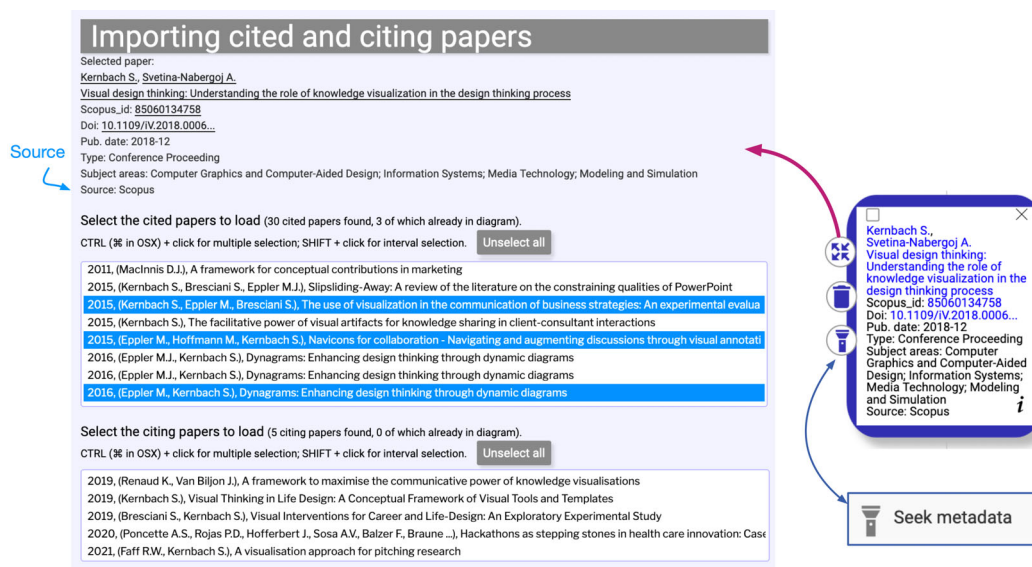 Importing cited and citing papers
Selected paper:
Kernbach S., Svetina-Nabergoj A.
Visual design thinking: Understanding the role of knowledge visualization in the design thinking process
Scopus_id: 85060134758
Doi: 10.1109/iV.2018.0006...
Pub. date: 2018-12
Type: Conference Proceeding
Subject areas: Computer Graphics and Computer-Aided Design; Information Systems; Media Technology; Modeling and Simulation
Source: Scopus
Source
Select the cited papers to load (30 cited papers found, 3 of which already in diagram).
CTRL (⌘ in OSX) + click for multiple selection; SHIFT + click for interval selection. Unselect all
2011, (MacInnis D.J.), A framework for conceptual contributions in marketing
2015, (Kernbach S., Bresciani S., Eppler M.J.), Slipsliding-Away: A review of the literature on the constraining qualities of PowerPoint
2015, (Kernbach S., Eppler M., Bresciani S.), The use of visualization in the communication of business strategies: An experimental evalua
2015, (Kernbach S.), The facilitative power of visual artifacts for knowledge sharing in client-consultant interactions
2015, (Eppler M., Hoffmann M., Kernbach S.), Navicons for collaboration - Navigating and augmenting discussions through visual annotati
2016, (Eppler M.J., Kernbach S.), Dynagrams: Enhancing design thinking through dynamic diagrams
2016, (Eppler M.J., Kernbach S.), Dynagrams: Enhancing design thinking through dynamic diagrams
2016, (Eppler M., Kernbach S.), Dynagrams: Enhancing design thinking through dynamic diagrams
Select the citing papers to load (5 citing papers found, 0 of which already in diagram).
CTRL (⌘ in OSX) + click for multiple selection; SHIFT + click for interval selection. Unselect all
2019, (Renaud K., Van Biljon J.), A framework to maximise the communicative power of knowledge visualisations
2019, (Kernbach S.), Visual Thinking in Life Design: A Conceptual Framework of Visual Tools and Templates
2019, (Bresciani S., Kernbach S.), Visual Interventions for Career and Life-Design: An Exploratory Experimental Study
2020, (Poncette A.S., Rojas P.D., Hofferbert J., Sosa A.V., Balzer F., Braune ...), Hackathons as stepping stones in health care innovation: Case
2021, (Faff R.W., Kernbach S.), A visualisation approach for pitching research
Kernbach S.,
Svetina-Nabergoj A.
Visual design thinking:
Understanding the role of
knowledge visualization in the
design thinking process
Scopus_id: 85060134758
Doi: 10.1109/iV.2018.0006...
Pub. date: 2018-12
Type: Conference Proceeding
Subject areas: Computer
Graphics and Computer-Aided
Design; Information Systems;
Media Technology; Modeling
and Simulation
Source: Scopus
i
Seek metadata